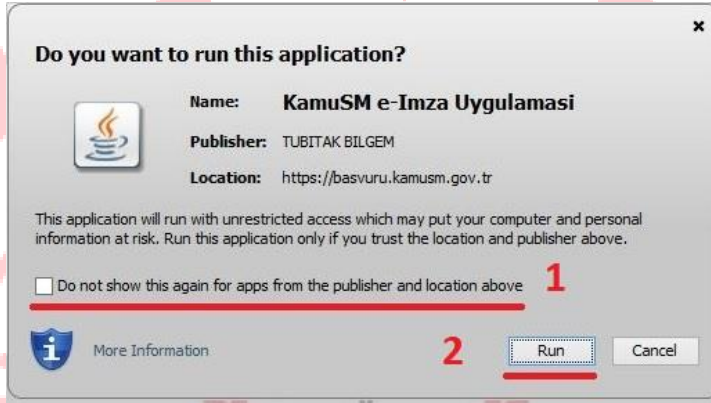 Do you want to run this application?
Name: KamuSM e-Imza Uygulamasi
Publisher: TUBITAK BILGEM
Location: https://basvuru.kamusm.gov.tr
This application will run with unrestricted access which may put your computer and personal
information at risk. Run this application only if you trust the location and publisher above.
Do not show this again for apps from the publisher and location above 1
More Information 2 Run Cancel